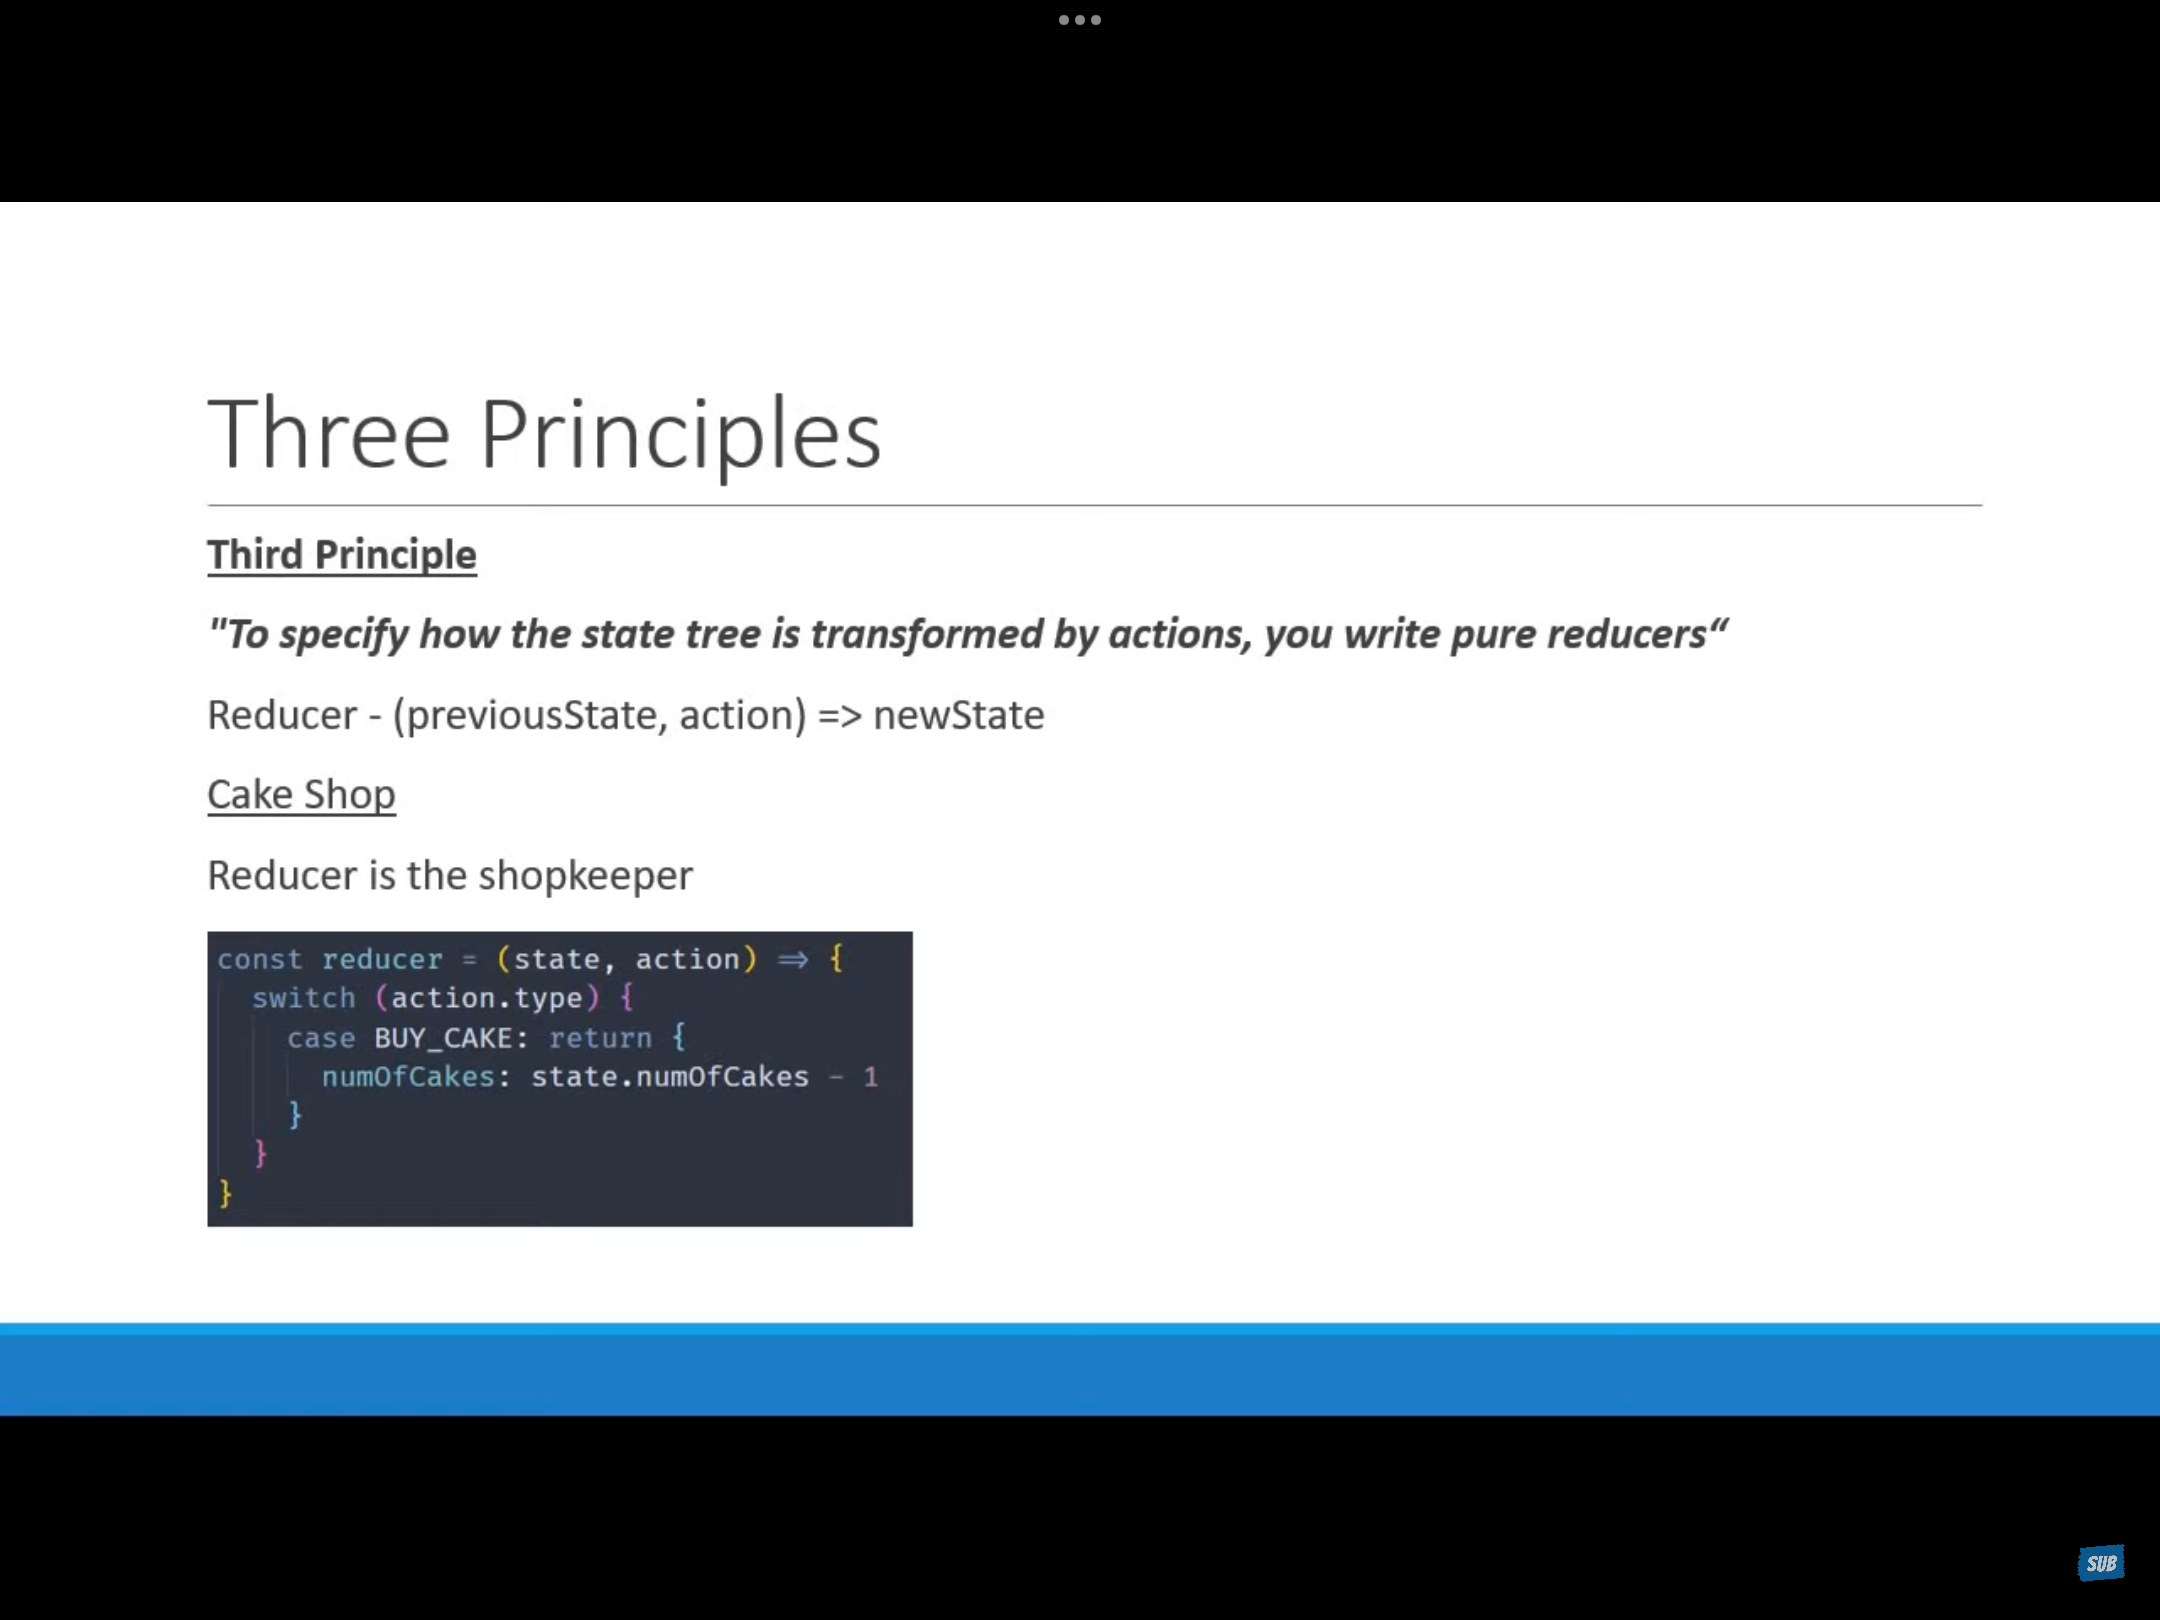 Three Principles
Third Principle
"To specify how the state tree is transformed by actions, you write pure reducers“
Reducer - (previousState, action) => newState
Cake Shop
Reducer is the shopkeeper
const reducer = (state, action) ⇒ {
switch (action.type) {
case BUY_CAKE: return {
numOfCakes: state.numOfCakes - 1
}
}
}
SUB